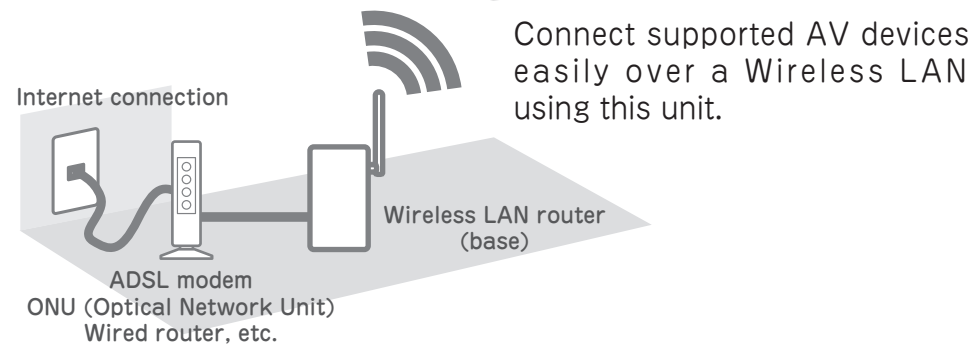 Connect supported AV devices
easily over a Wireless LAN
using this unit.
Internet connection
Wireless LAN router
(base)
ADSL modem
ONU (Optical Network Unit)
Wired router, etc.